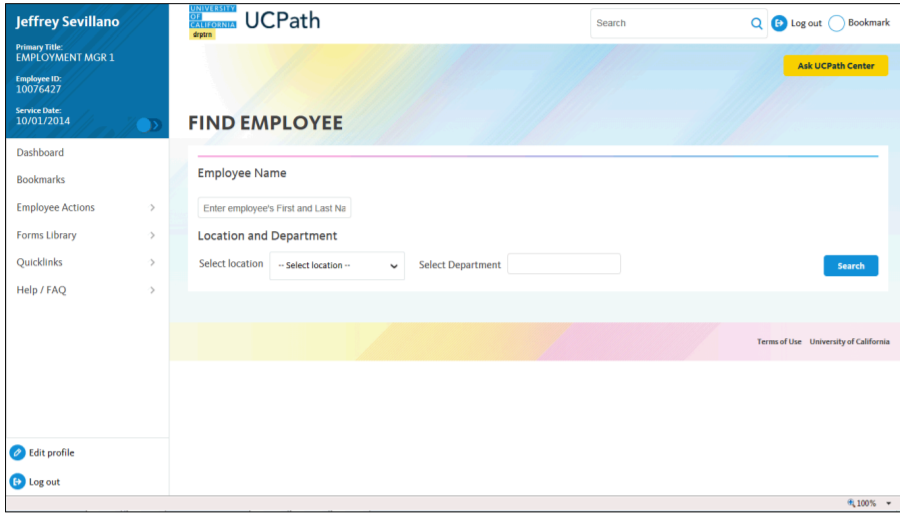 Jeffrey Sevillano
Primary Title:
EMPLOYMENT MGR 1
Employee ID:
10076427
Service Date:
10/01/2014
Dashboard
Bookmarks
Employee Actions
Forms Library
Quicklinks
Help / FAQ
Edit profile
Log out
UNIVERSITY
OF
CALIFORNIA
UCPath
drptrn
Search
Log out
Bookmark
Ask UCPath Center
FIND EMPLOYEE
Employee Name
Enter employee's First and Last Na
Location and Department
Select location
-- Select location --
Select Department
Search
Terms of Use University of California
100%